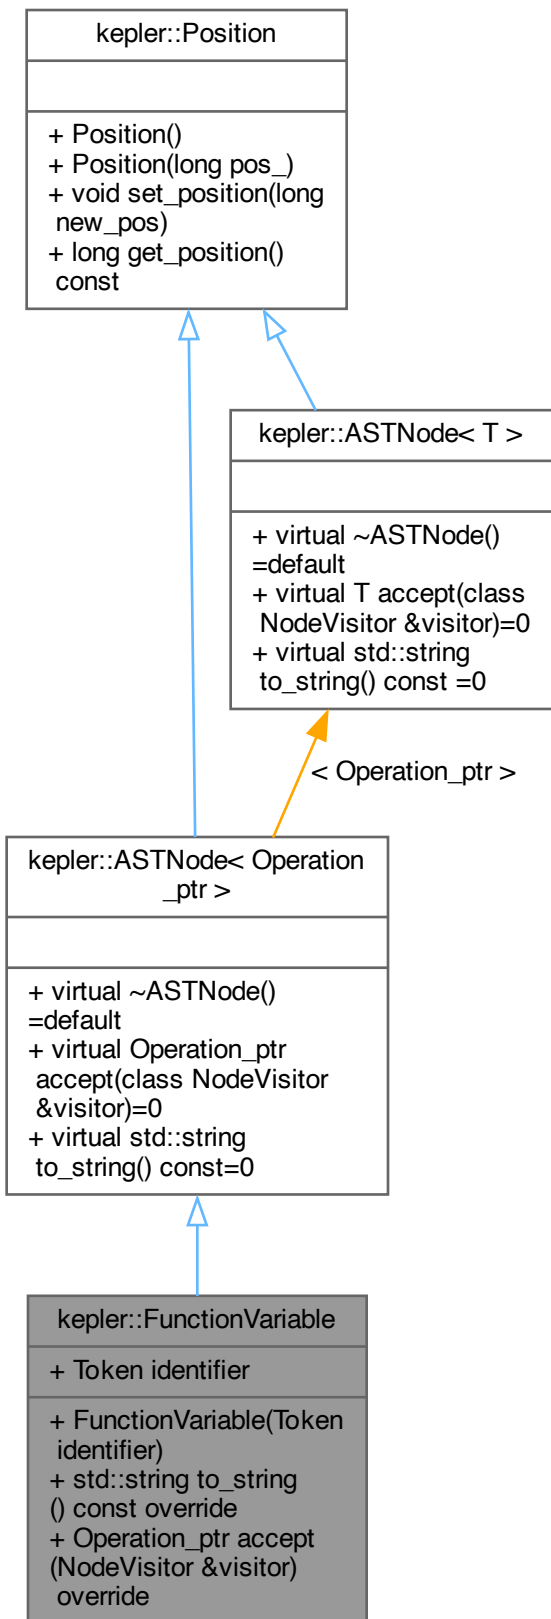 kepler::Position
+ Position()
+ Position(long pos_)
+ void set_position(long
new_pos)
+ long get_position()
const
kepler::ASTNode< T >
+ virtual ~ASTNode()
=default
+ virtual T accept(class
NodeVisitor &visitor)=0
+ virtual std::string
to_string() const =0
< Operation_ptr >
kepler::ASTNode< Operation
_ptr >
+ virtual ~ASTNode()
=default
+ virtual Operation_ptr
accept(class NodeVisitor
&visitor)=0
+ virtual std::string
to_string() const=0
kepler::FunctionVariable
+ Token identifier
+ FunctionVariable(Token
identifier)
+ std::string to_string
() const override
+ Operation_ptr accept
(NodeVisitor &visitor)
override